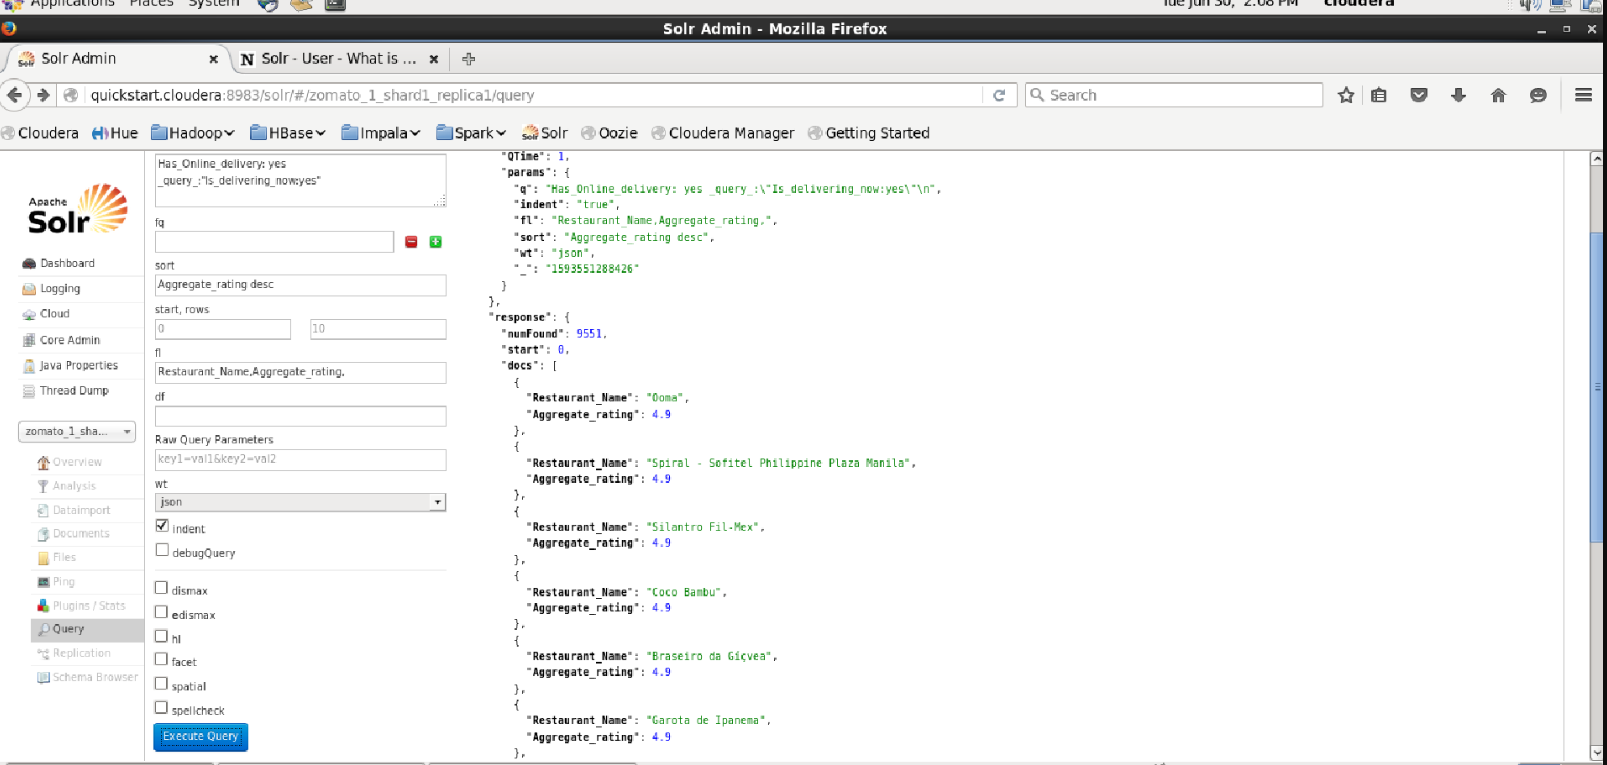 Applications Places System
Tue Jun 30, 2:08 PM cloudera
Solr Admin - Mozilla Firefox
Solr Admin
N Solr - User - What is ...
quickstart.cloudera:8983/solr/#/zomato_1_shard1_replica1/query
Search
Cloudera Hue Hadoop HBase Impala Spark Solr Oozie Cloudera Manager Getting Started
Apache
Solr
Dashboard
Logging
Cloud
Core Admin
Java Properties
Thread Dump
zomato_1_sha...
Overview
Analysis
Dataimport
Documents
Files
Ping
Plugins / Stats
Query
Replication
Schema Browser
Has_Online_delivery: yes
_query_:"Is_delivering_now:yes"
fq
sort
Aggregate_rating desc
start, rows
0 10
fl
Restaurant_Name,Aggregate_rating,
df
Raw Query Parameters
key1=val1&key2=val2
wt
json
indent
debugQuery
dismax
edismax
hl
facet
spatial
spellcheck
Execute Query
"QTime": 1,
"params": {
"q": "Has_Online_delivery: yes _query_:\"Is_delivering_now:yes\"\n",
"indent": "true",
"fl": "Restaurant_Name,Aggregate_rating,",
"sort": "Aggregate_rating desc",
"wt": "json",
"_": "1593551288426"
}
},
"response": {
"numFound": 9551,
"start": 0,
"docs": [
{
"Restaurant_Name": "Ooma",
"Aggregate_rating": 4.9
},
{
"Restaurant_Name": "Spiral - Sofitel Philippine Plaza Manila",
"Aggregate_rating": 4.9
},
{
"Restaurant_Name": "Silantro Fil-Mex",
"Aggregate_rating": 4.9
},
{
"Restaurant_Name": "Coco Bambu",
"Aggregate_rating": 4.9
},
{
"Restaurant_Name": "Braseiro da Giçvea",
"Aggregate_rating": 4.9
},
{
"Restaurant_Name": "Garota de Ipanema",
"Aggregate_rating": 4.9
},